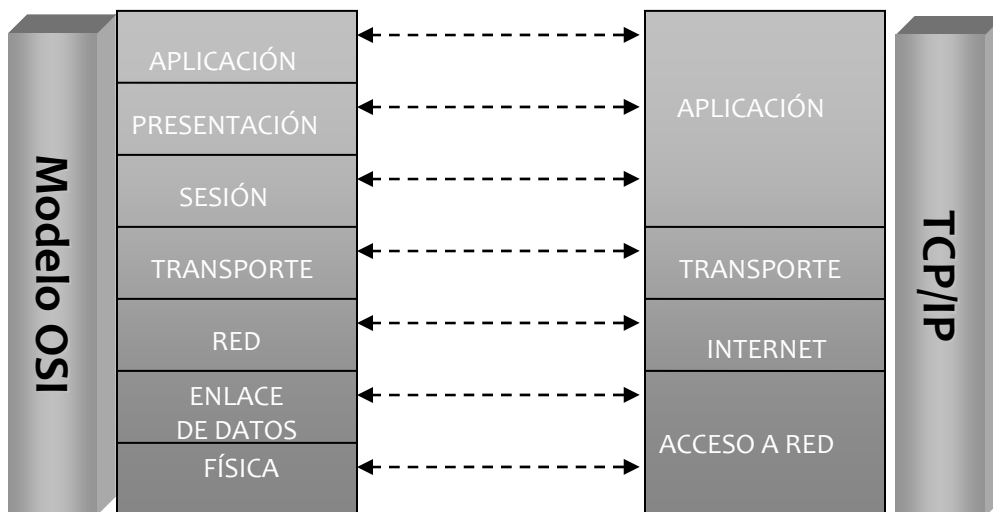 Modelo OSI
APLICACIÓN
PRESENTACIÓN
SESIÓN
TRANSPORTE
RED
ENLACE
DE DATOS
FÍSICA
APLICACIÓN
TRANSPORTE
INTERNET
ACCESO A RED
TCP/IP